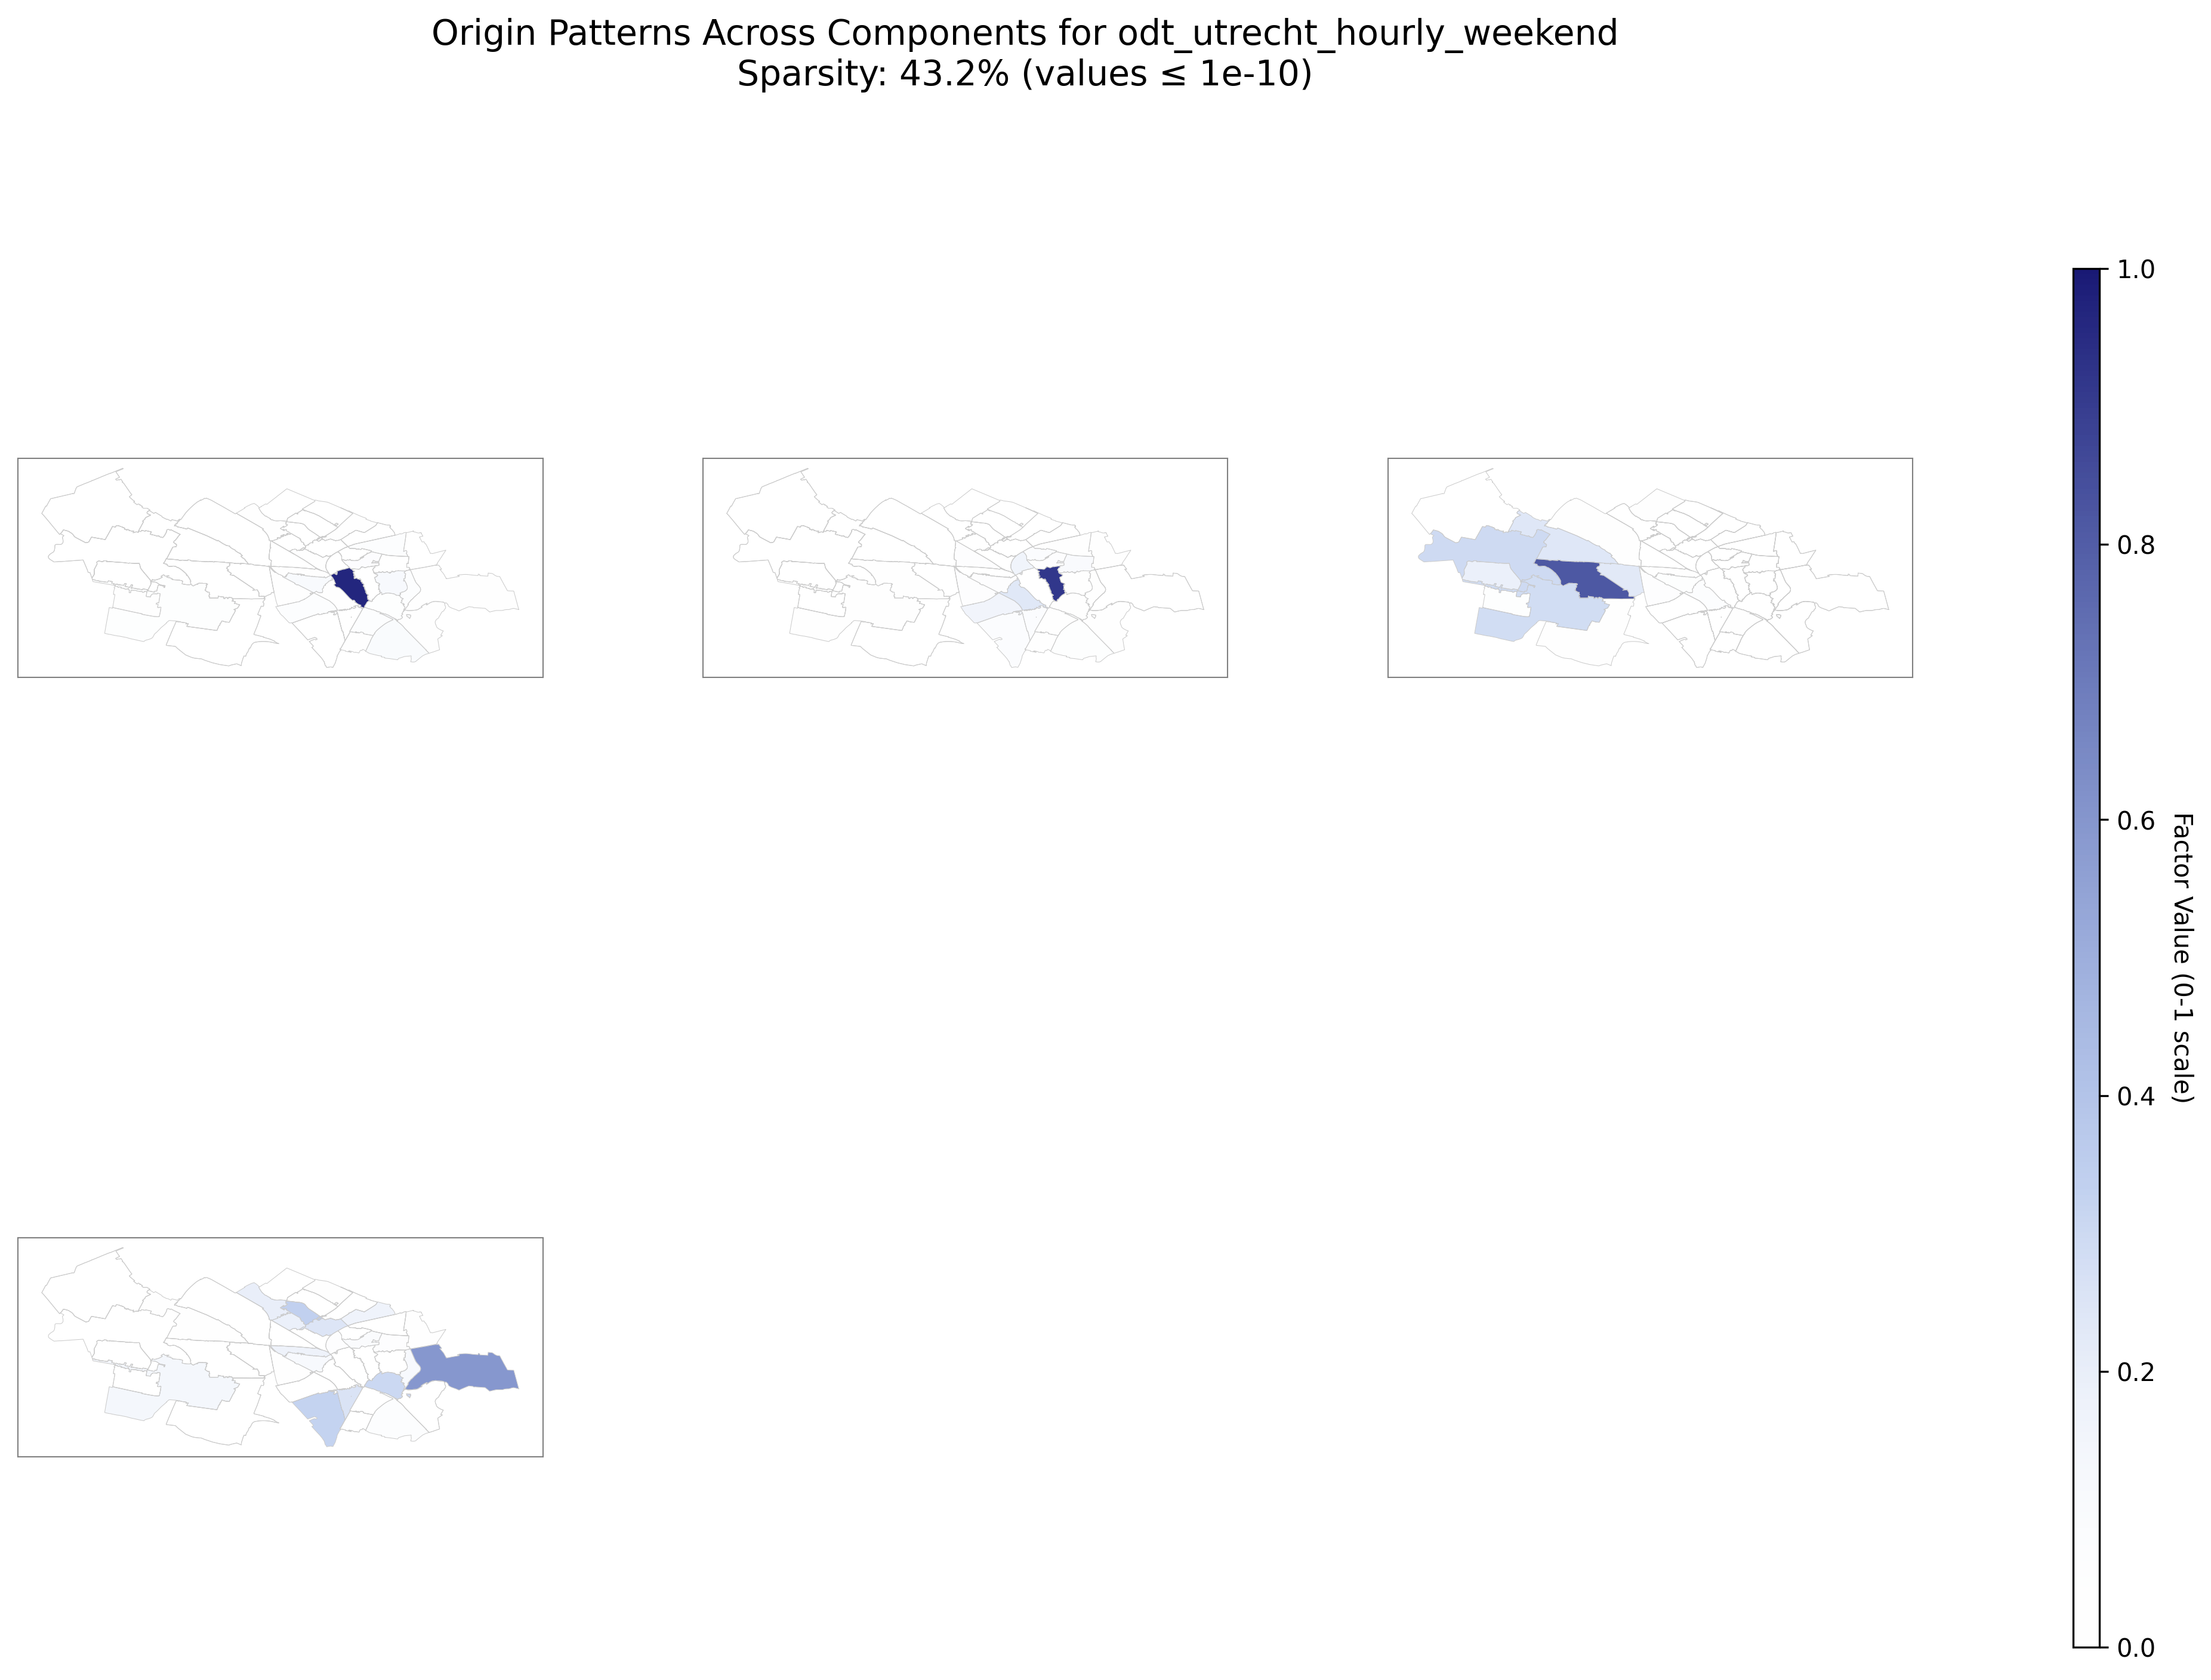 Origin Patterns Across Components for odt_utrecht_hourly_weekend
Sparsity: 43.2% (values ≤ 1e-10)
1.0
0.8
0.6
0.4
0.2
0.0
Factor Value (0-1 scale)